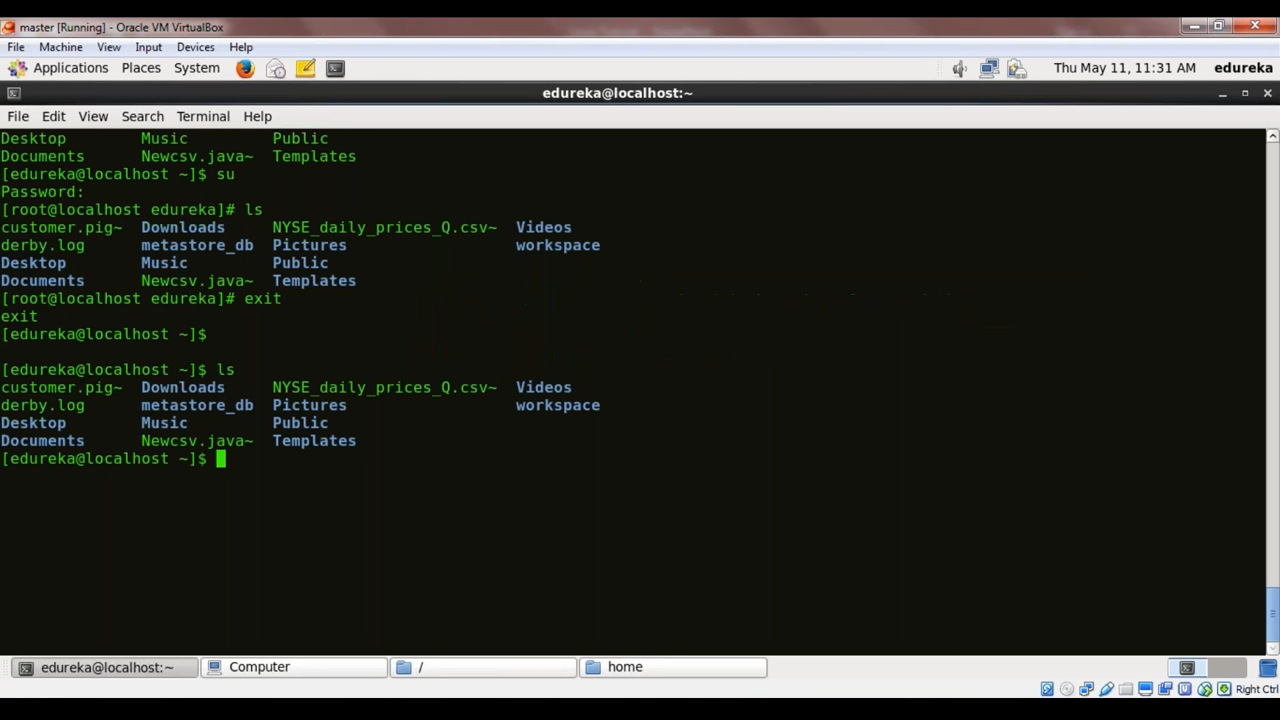 master [Running] - Oracle VM VirtualBox
File Machine View Input Devices Help
Applications Places System Thu May 11, 11:31 AM edureka
edureka@localhost:~
File Edit View Search Terminal Help
Desktop Music Public
Documents Newcsv.java~ Templates
[edureka@localhost ~]$ su
Password:
[root@localhost edureka]# ls
customer.pig~ Downloads NYSE_daily_prices_Q.csv~ Videos
derby.log metastore_db Pictures workspace
Desktop Music Public
Documents Newcsv.java~ Templates
[root@localhost edureka]# exit
exit
[edureka@localhost ~]$
[edureka@localhost ~]$ ls
customer.pig~ Downloads NYSE_daily_prices_Q.csv~ Videos
derby.log metastore_db Pictures workspace
Desktop Music Public
Documents Newcsv.java~ Templates
[edureka@localhost ~]$
edureka@localhost:~ Computer / home
Right Ctrl